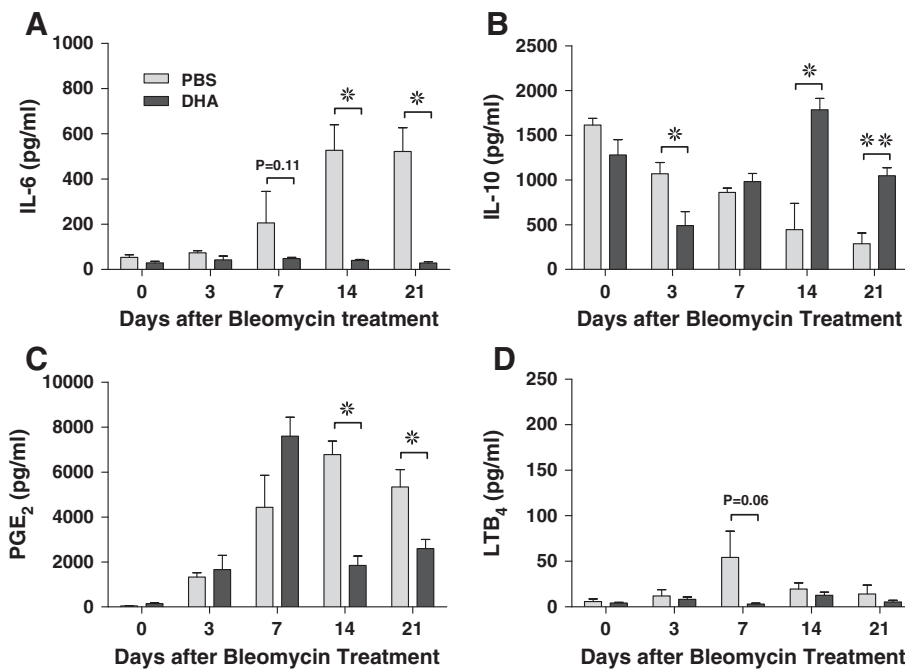 A
1000
800
600
400
200
0
IL-6 (pg/ml)
PBS
DHA
P=0.11
*
*
0 3 7 14 21
Days after Bleomycin treatment
B
2500
2000
1500
1000
500
0
IL-10 (pg/ml)
*
*
**
0 3 7 14 21
Days after Bleomycin Treatment
C
10000
8000
6000
4000
2000
0
PGE₂ (pg/ml)
*
*
0 3 7 14 21
Days after Bleomycin Treatment
D
250
200
150
100
50
0
LTB₄ (pg/ml)
P=0.06
0 3 7 14 21
Days after Bleomycin Treatment